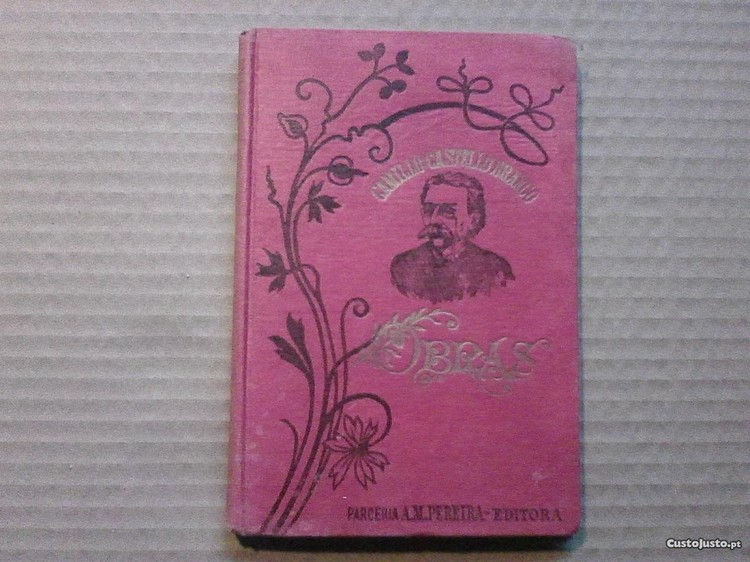 CAMILLO CASTELLO BRANCO
OBRAS
PARCERIA A. M. PEREIRA-EDITORA
CustoJusto.pt